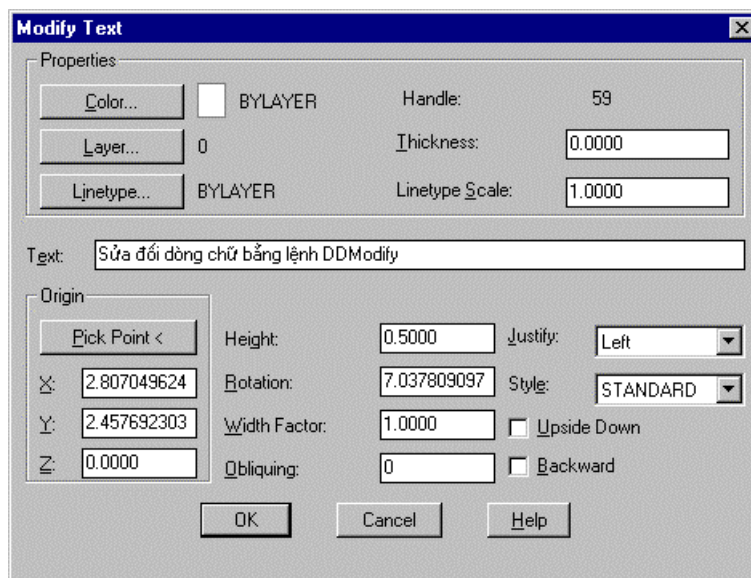 Modify Text
Properties
Color... BYLAYER Handle: 59
Layer... 0 Thickness: 0.0000
Linetype... BYLAYER Linetype Scale: 1.0000
Text: Sửa đổi dòng chữ bằng lệnh DDModify
Origin
Pick Point < Height: 0.5000 Justify: Left
X: 2.807049624 Rotation: 7.037809097 Style: STANDARD
Y: 2.457692303 Width Factor: 1.0000 Upside Down
Z: 0.0000 Obliquing: 0 Backward
OK Cancel Help